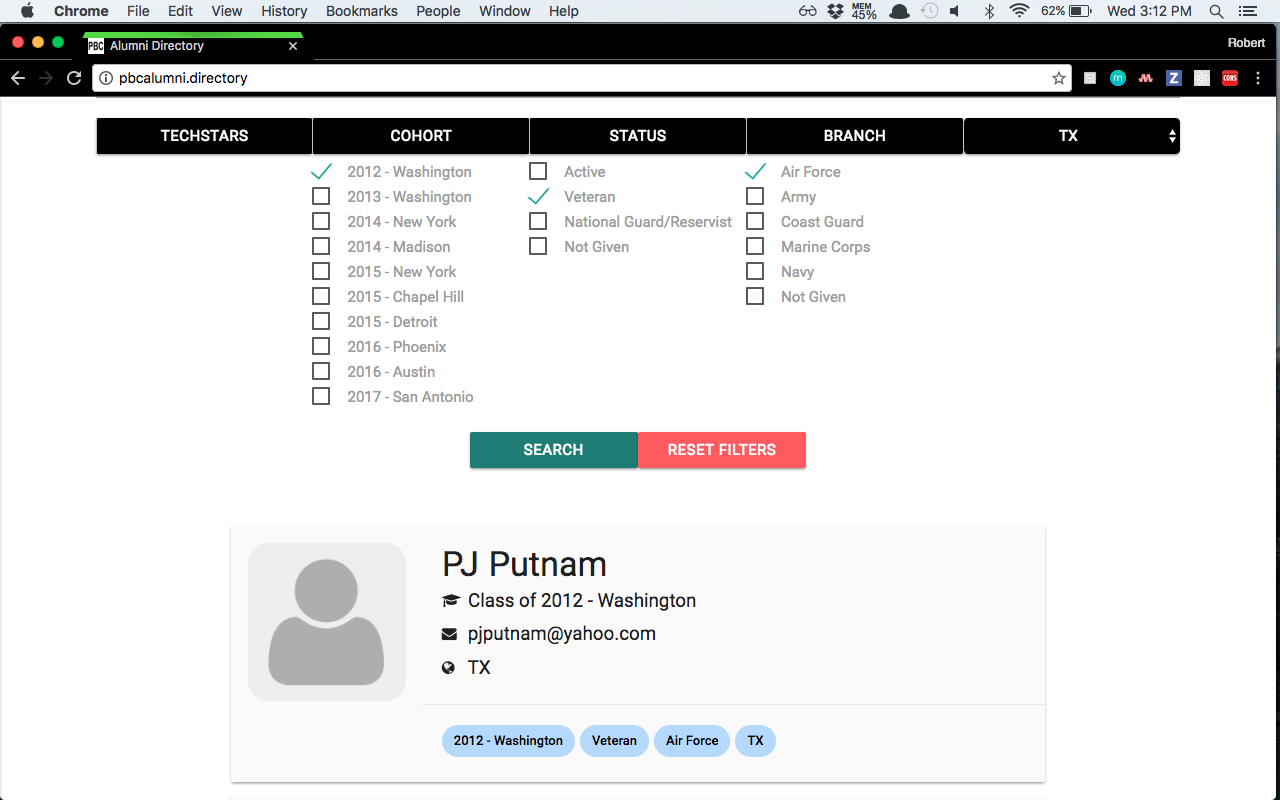 Chrome File Edit View History Bookmarks People Window Help MEM 45% 62% Wed 3:12 PM
PBC Alumni Directory Robert
pbcalumni.directory m Z CORS
TECHSTARS COHORT STATUS BRANCH TX
2012 - Washington Active Air Force
2013 - Washington Veteran Army
2014 - New York National Guard/Reservist Coast Guard
2014 - Madison Not Given Marine Corps
2015 - New York Navy
2015 - Chapel Hill Not Given
2015 - Detroit
2016 - Phoenix
2016 - Austin
2017 - San Antonio
SEARCH RESET FILTERS
PJ Putnam
Class of 2012 - Washington
pjputnam@yahoo.com
TX
2012 - Washington Veteran Air Force TX